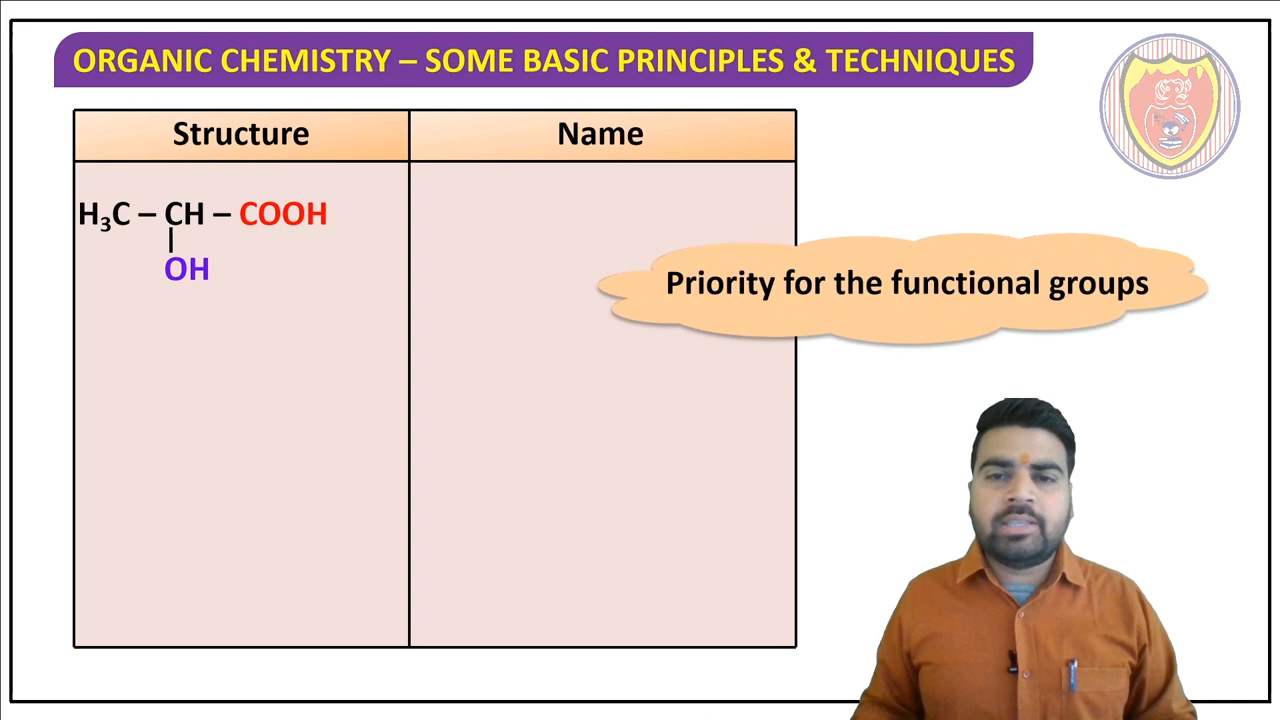 ORGANIC CHEMISTRY – SOME BASIC PRINCIPLES & TECHNIQUES
Structure
Name
H₃C – CH – COOH
OH
Priority for the functional groups